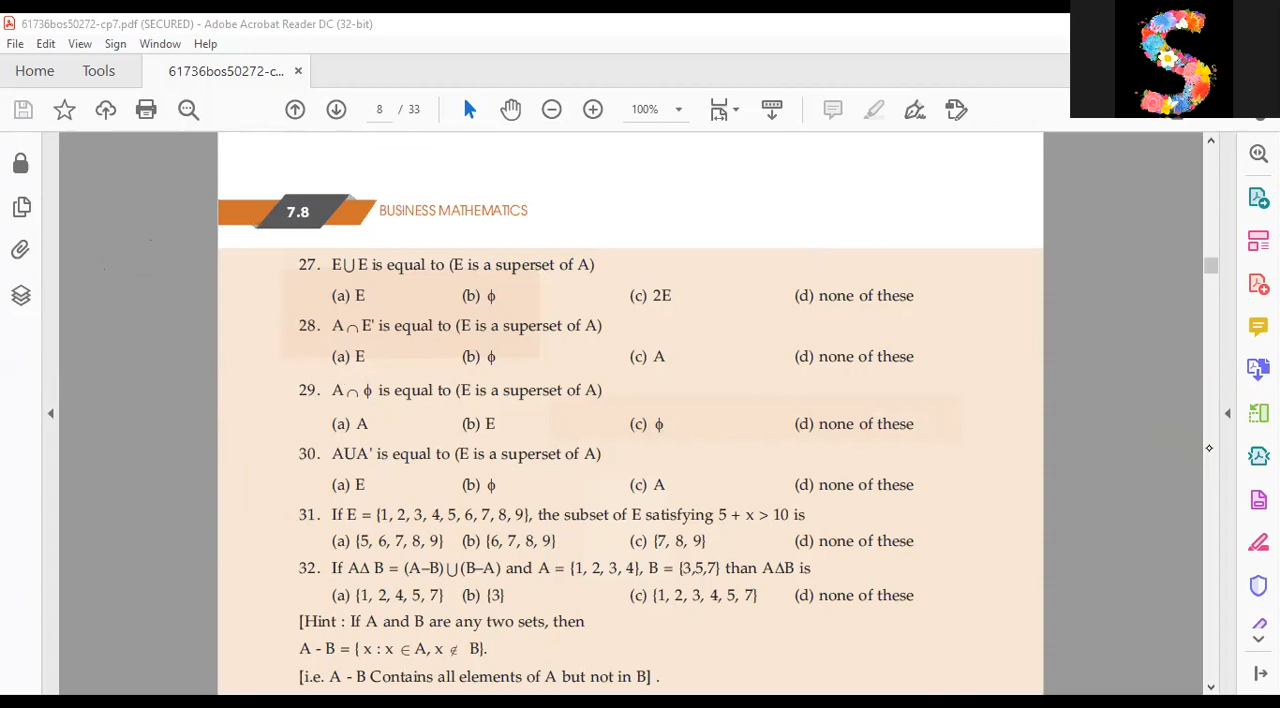 61736bos50272-cp7.pdf (SECURED) - Adobe Acrobat Reader DC (32-bit)
File Edit View Sign Window Help
Home Tools 61736bos50272-c... ×
8 / 33 100%
S
7.8 BUSINESS MATHEMATICS
27. E∪E is equal to (E is a superset of A)
(a) E (b) ϕ (c) 2E (d) none of these
28. A∩E' is equal to (E is a superset of A)
(a) E (b) ϕ (c) A (d) none of these
29. A∩ϕ is equal to (E is a superset of A)
(a) A (b) E (c) ϕ (d) none of these
30. AUA' is equal to (E is a superset of A)
(a) E (b) ϕ (c) A (d) none of these
31. If E = {1, 2, 3, 4, 5, 6, 7, 8, 9}, the subset of E satisfying 5 + x > 10 is
(a) {5, 6, 7, 8, 9} (b) {6, 7, 8, 9} (c) {7, 8, 9} (d) none of these
32. If AΔ B = (A–B)∪(B–A) and A = {1, 2, 3, 4}, B = {3,5,7} than AΔB is
(a) {1, 2, 4, 5, 7} (b) {3} (c) {1, 2, 3, 4, 5, 7} (d) none of these
[Hint : If A and B are any two sets, then
A - B = { x : x ∈ A, x ∉ B}.
[i.e. A - B Contains all elements of A but not in B] .